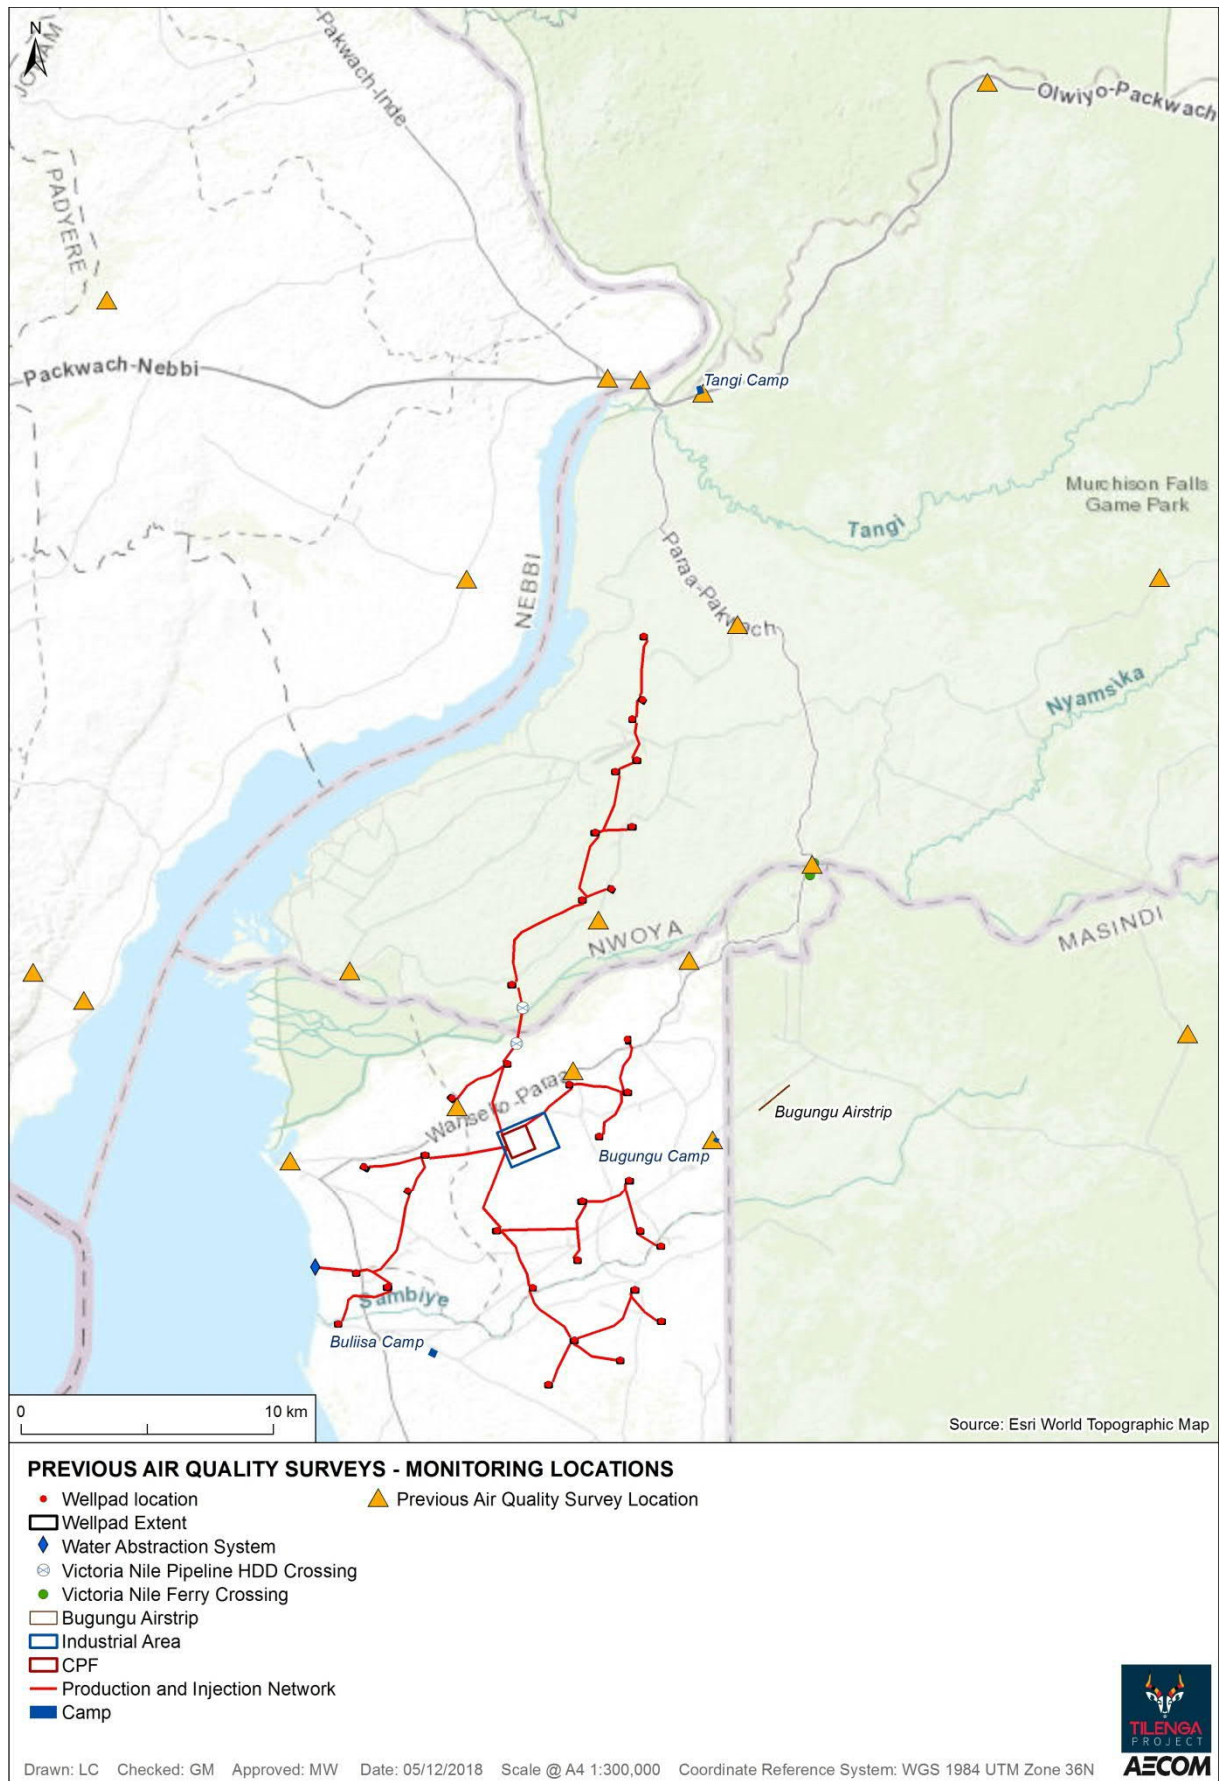 N
JONAM
Pakwach-Inde
Olwiyo-Packwach
PADYERE
Packwach-Nebbi
Tangi Camp
Murchison Falls
Game Park
Tangi
NEBBI
Paraa-Pakwach
Nyamsika
NWOYA
MASINDI
Wanseko-Paraa
Bugungu Airstrip
Bugungu Camp
Sambiye
Buliisa Camp
0 10 km
Source: Esri World Topographic Map
PREVIOUS AIR QUALITY SURVEYS - MONITORING LOCATIONS
Wellpad location
Previous Air Quality Survey Location
Wellpad Extent
Water Abstraction System
Victoria Nile Pipeline HDD Crossing
Victoria Nile Ferry Crossing
Bugungu Airstrip
Industrial Area
CPF
Production and Injection Network
Camp
TILENGA
PROJECT
AECOM
Drawn: LC Checked: GM Approved: MW Date: 05/12/2018 Scale @ A4 1:300,000 Coordinate Reference System: WGS 1984 UTM Zone 36N